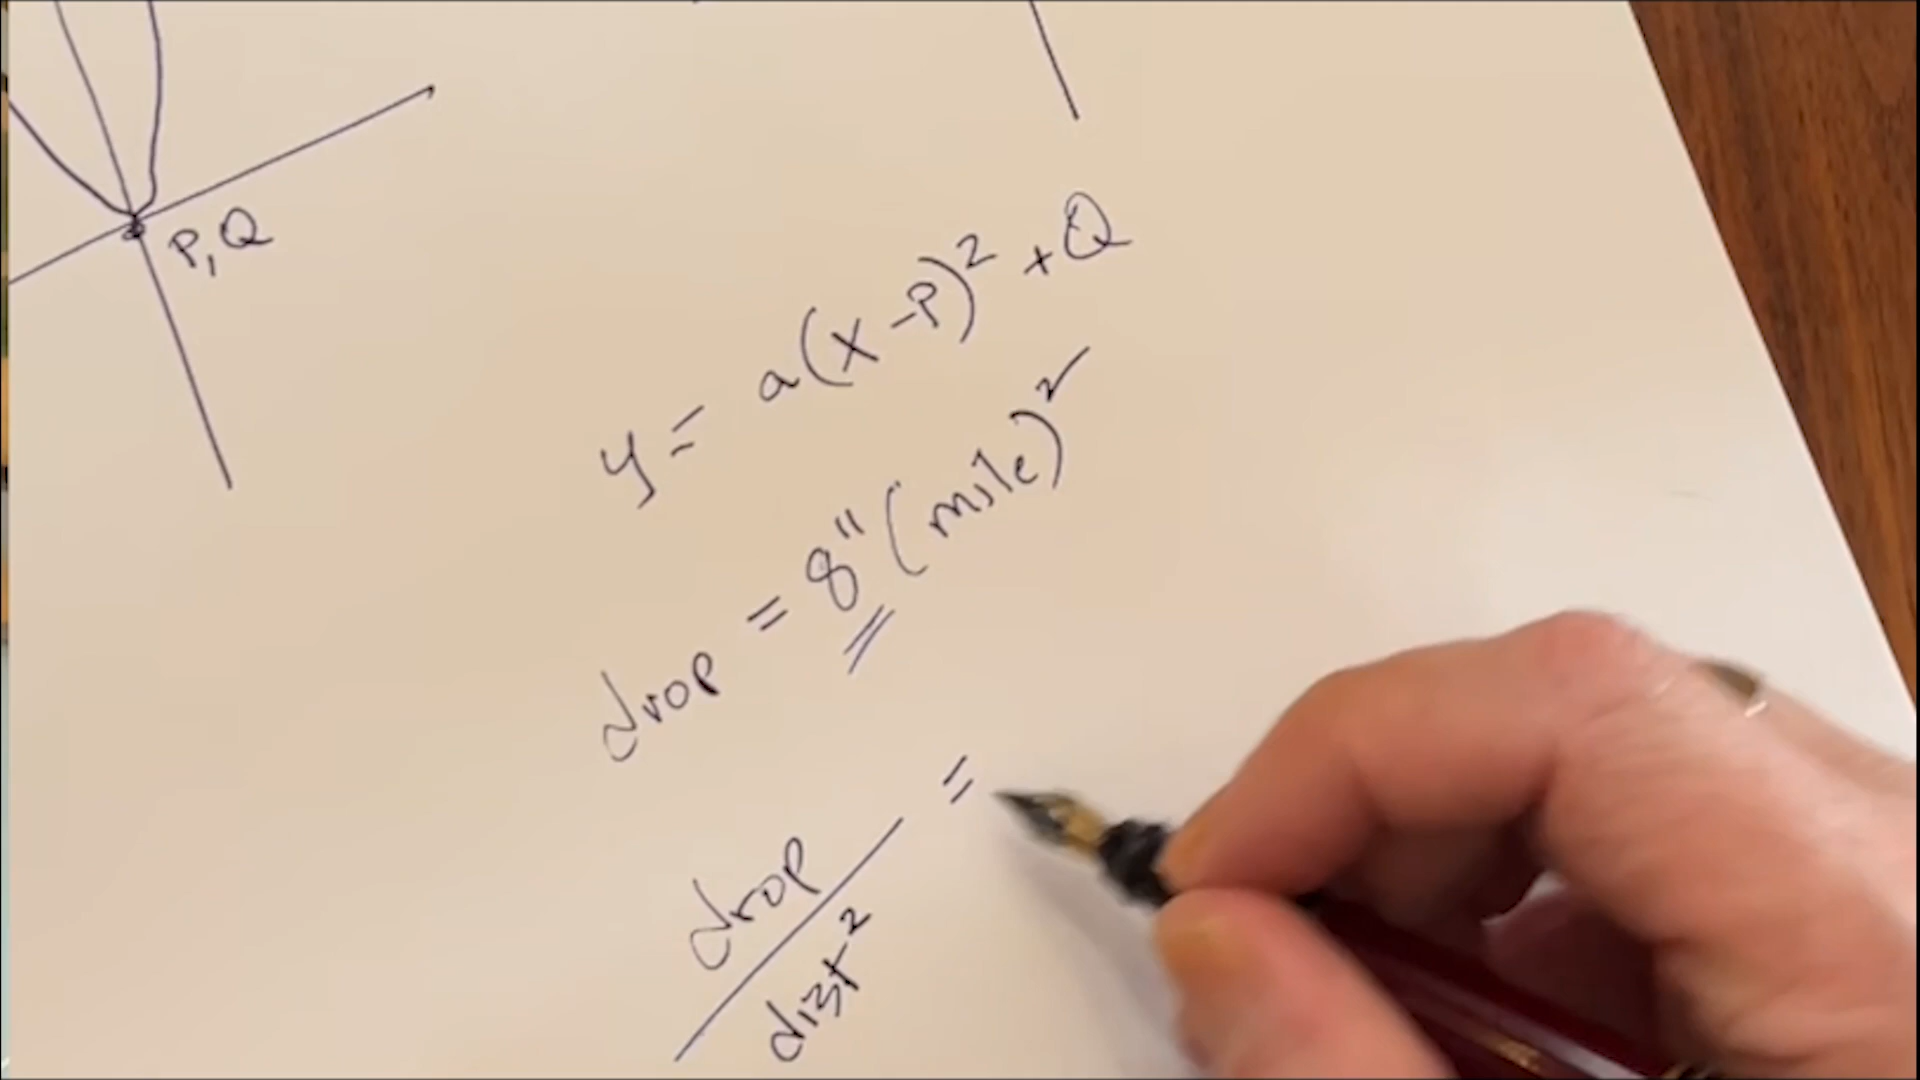 P,Q
y = a(x-P)² + Q
drop = 8" (mile)²
drop
dist²
=